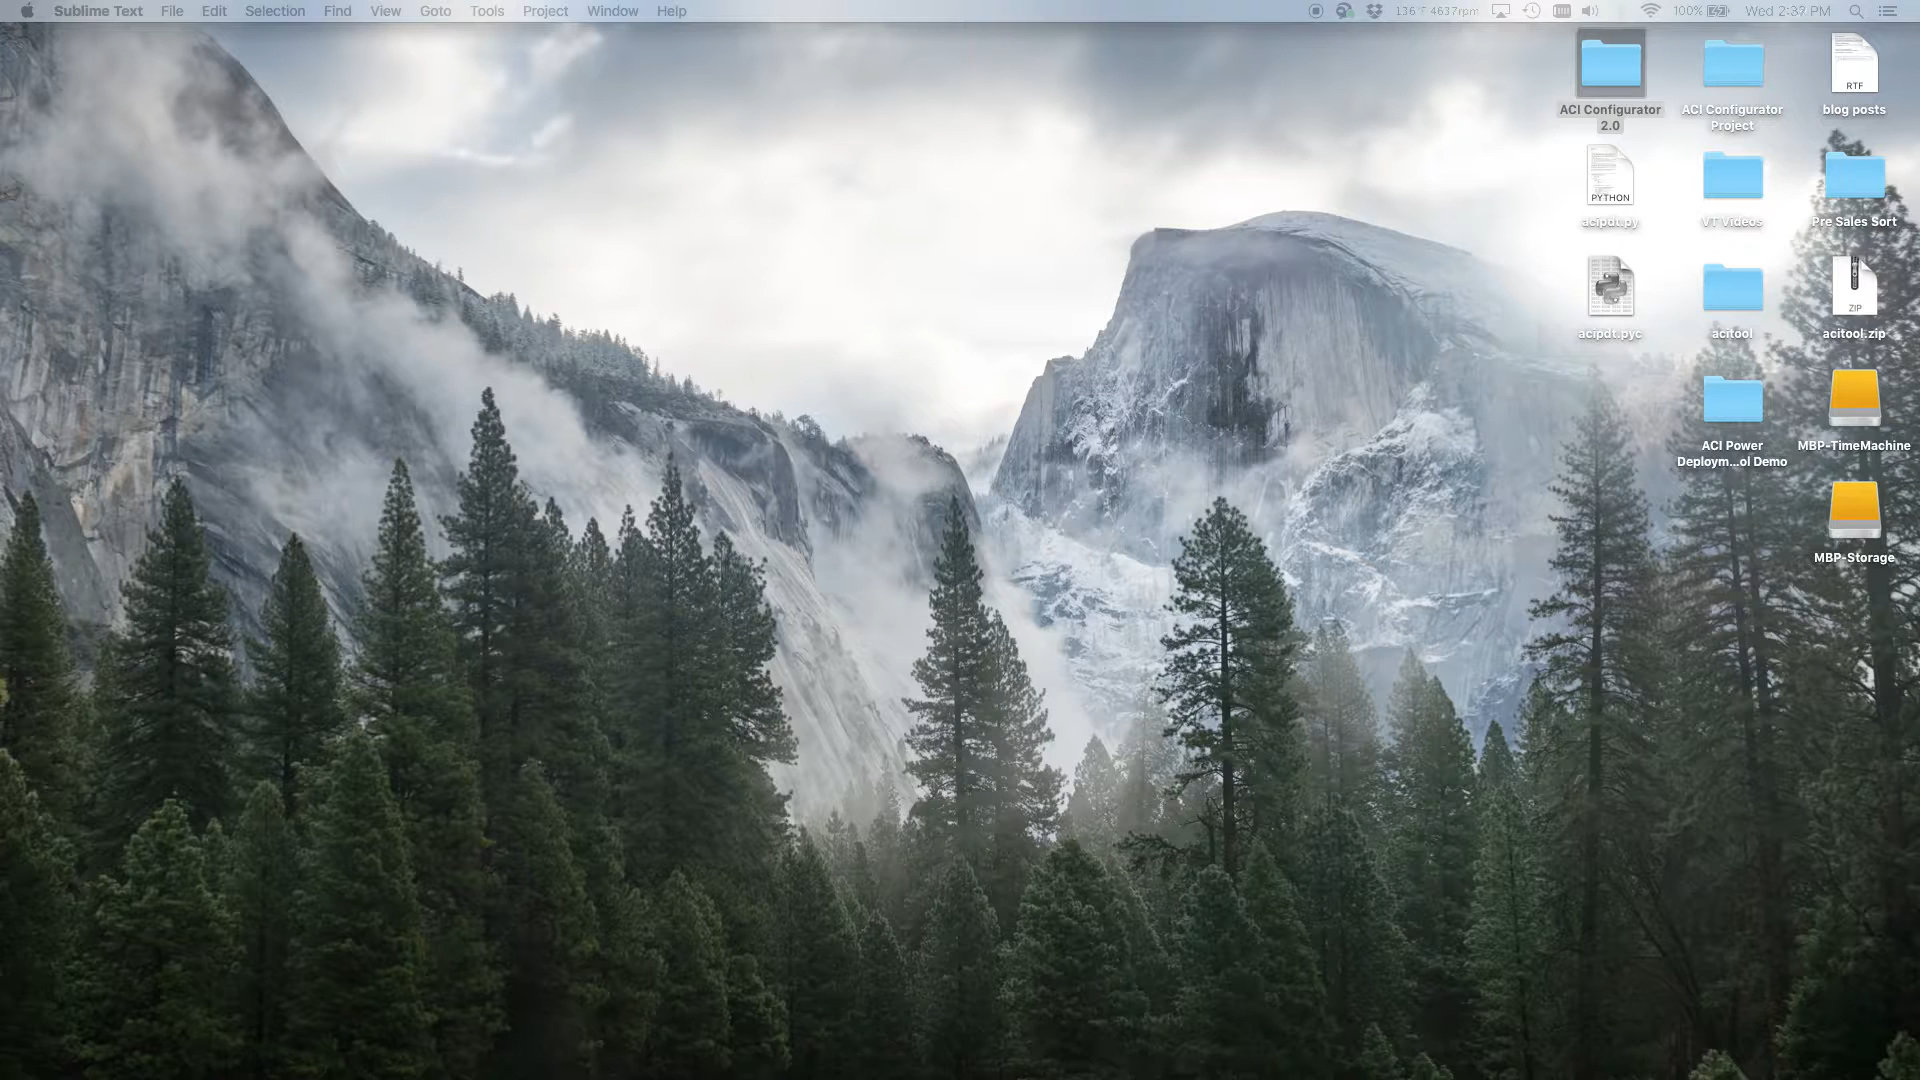 Sublime Text File Edit Selection Find View Goto Tools Project Window Help 136°F 4637rpm 100% Wed 2:37 PM
ACI Configurator
2.0
ACI Configurator
Project
RTF
blog posts
PYTHON
acipdt.py
VT Videos
Pre Sales Sort
acipdt.pyc
acitool
ZIP
acitool.zip
ACI Power
Deploym...ol Demo
MBP-TimeMachine
MBP-Storage